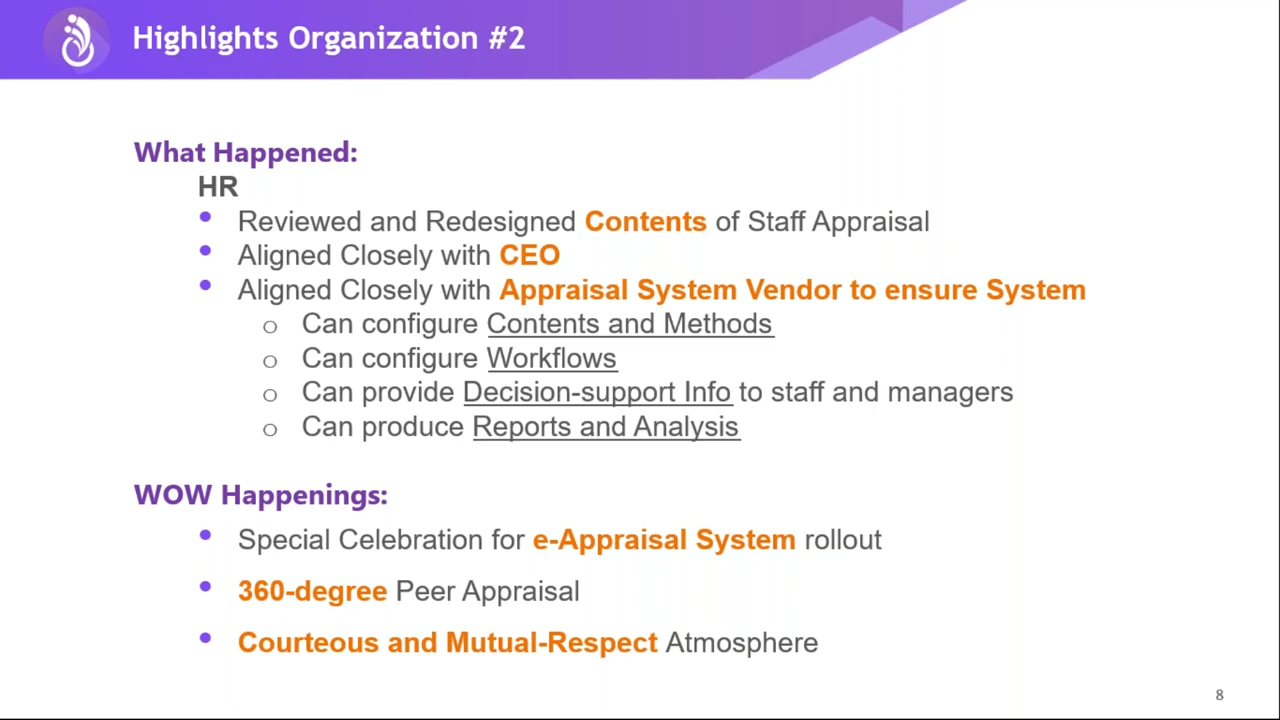 Highlights Organization #2
What Happened:
HR
• Reviewed and Redesigned Contents of Staff Appraisal
• Aligned Closely with CEO
• Aligned Closely with Appraisal System Vendor to ensure System
o Can configure Contents and Methods
o Can configure Workflows
o Can provide Decision-support Info to staff and managers
o Can produce Reports and Analysis
WOW Happenings:
• Special Celebration for e-Appraisal System rollout
• 360-degree Peer Appraisal
• Courteous and Mutual-Respect Atmosphere
8